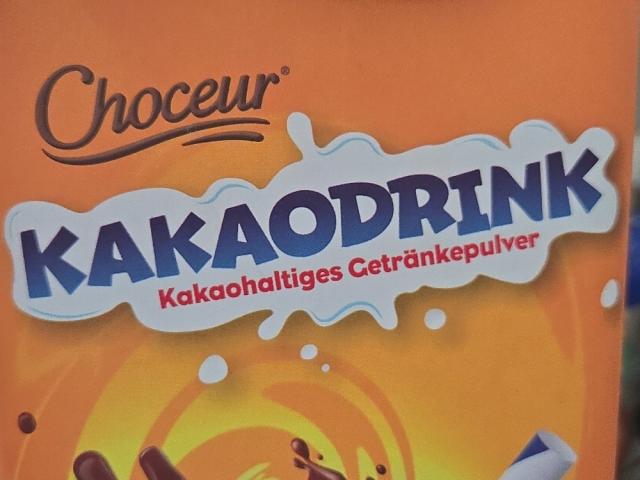 Choceur®
KAKAODRINK
Kakaohaltiges Getränkepulver